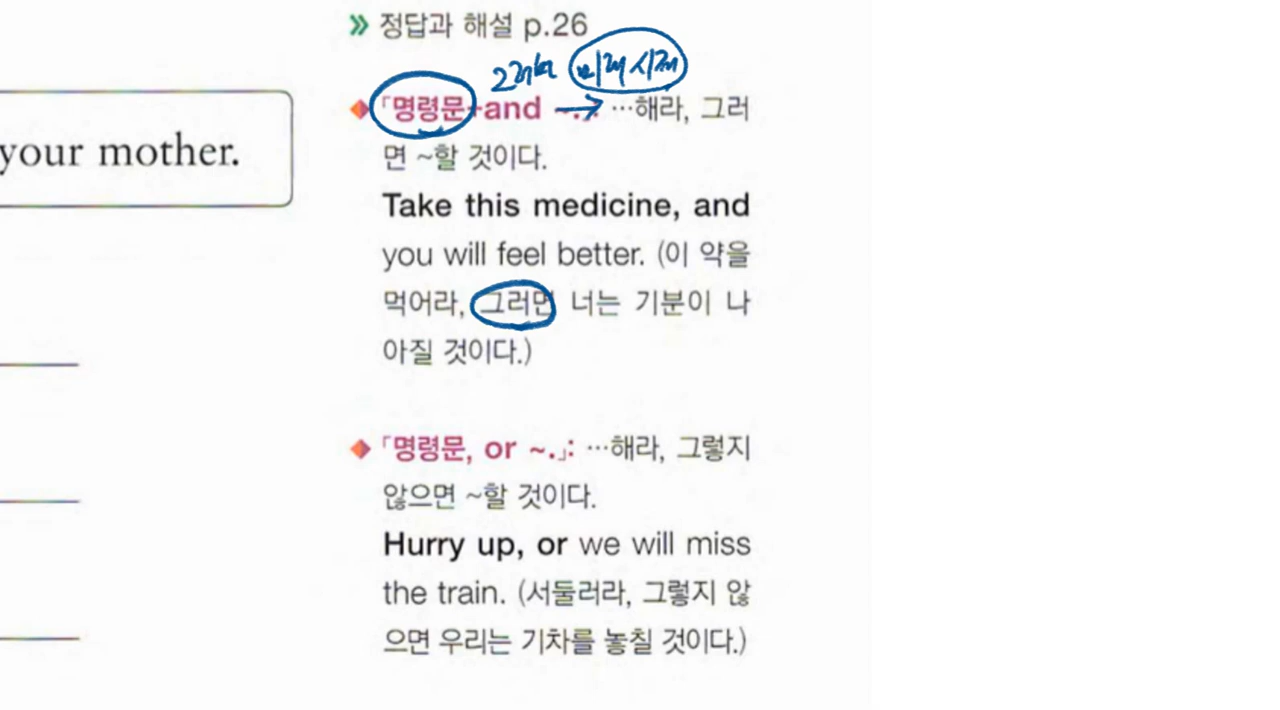 » 정답과 해설 p.26
그러면 미래시제
your mother.
◆ 「명령문+and ~.」: …해라, 그러
면 ~할 것이다.
Take this medicine, and
you will feel better. (이 약을
먹어라, 그러면 너는 기분이 나
아질 것이다.)
◆ 「명령문, or ~.」: …해라, 그렇지
않으면 ~할 것이다.
Hurry up, or we will miss
the train. (서둘러라, 그렇지 않
으면 우리는 기차를 놓칠 것이다.)